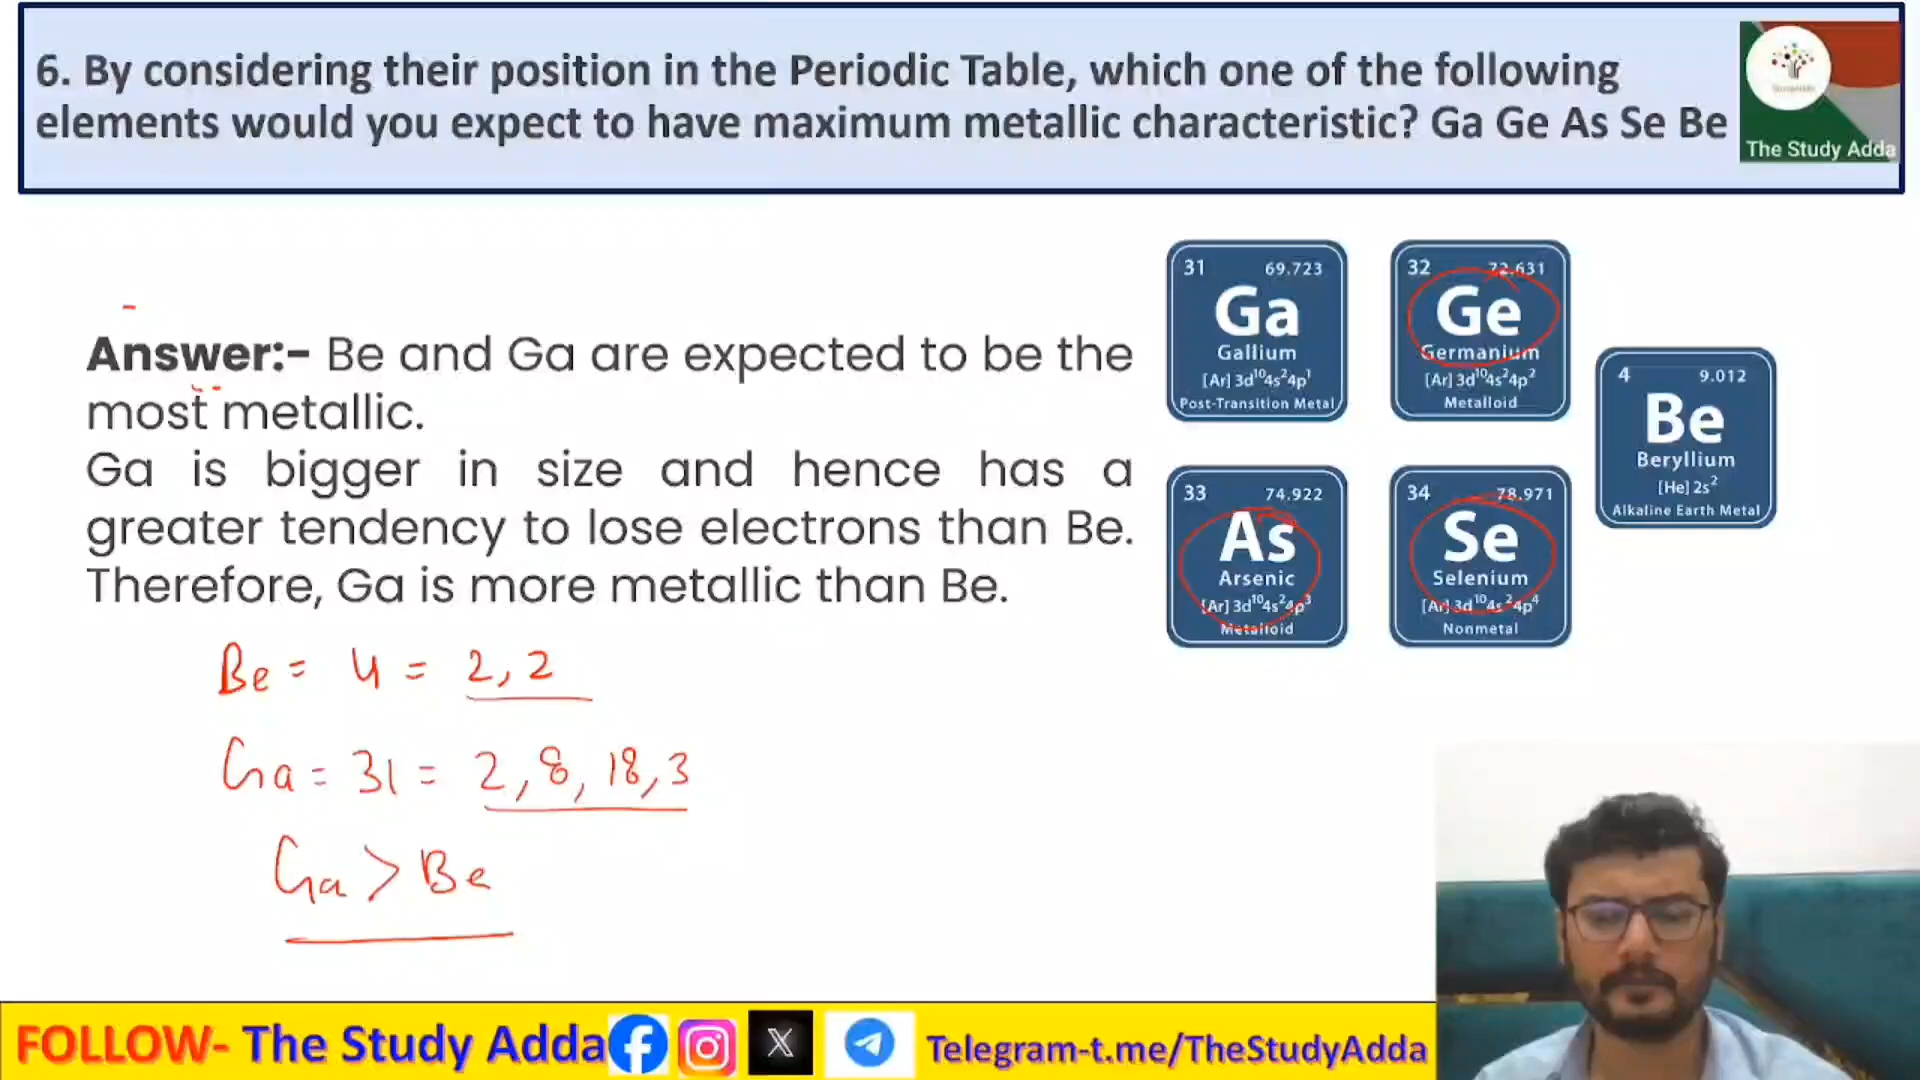 6. By considering their position in the Periodic Table, which one of the following
elements would you expect to have maximum metallic characteristic? Ga Ge As Se Be
The Study Adda
Answer:- Be and Ga are expected to be the
most metallic.
Ga is bigger in size and hence has a
greater tendency to lose electrons than Be.
Therefore, Ga is more metallic than Be.
Be = 4 = 2, 2
Ga = 31 = 2, 8, 18, 3
Ga > Be
31 69.723
Ga
Gallium
[Ar] 3d¹⁰4s²4p¹
Post-Transition Metal
32 72.631
Ge
Germanium
[Ar] 3d¹⁰4s²4p²
Metalloid
4 9.012
Be
Beryllium
[He] 2s²
Alkaline Earth Metal
33 74.922
As
Arsenic
[Ar] 3d¹⁰4s²4p³
Metalloid
34 78.971
Se
Selenium
[Ar] 3d¹⁰4s²4p⁴
Nonmetal
FOLLOW- The Study Adda Telegram-t.me/TheStudyAdda